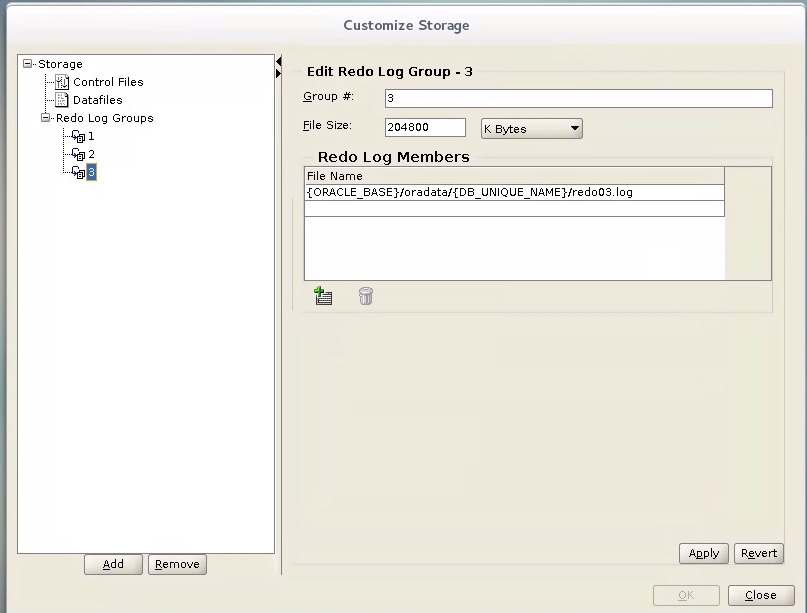 Customize Storage
Storage
Control Files
Datafiles
Redo Log Groups
1
2
3
Add
Remove
Edit Redo Log Group - 3
Group #:
3
File Size:
204800
K Bytes
Redo Log Members
File Name
{ORACLE_BASE}/oradata/{DB_UNIQUE_NAME}/redo03.log
Apply
Revert
OK
Close